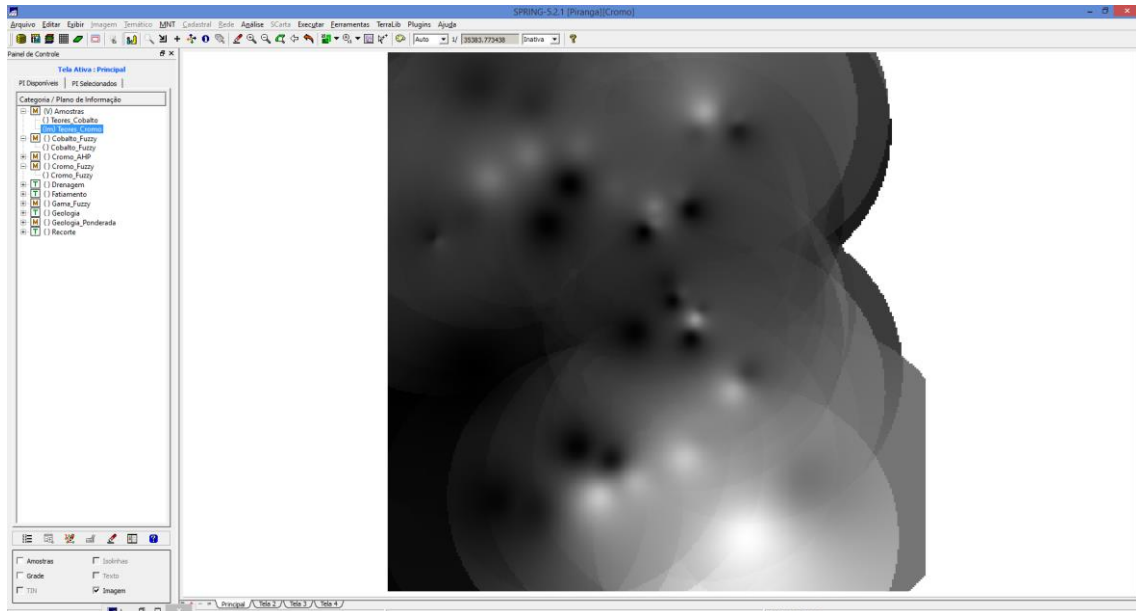 SPRING-5.2.1 [Piranga][Cromo]
Arquivo Editar Exibir Imagem Temático MNT Cadastral Rede Análise SCarta Executar Ferramentas TerraLib Plugins Ajuda
Auto 1/ 35383.773438 Inativa
Painel de Controle
Tela Ativa : Principal
PI Disponíveis PI Selecionados
Categoria / Plano de Informação
M (V) Amostras
() Teores_Cobalto
(Im) Teores_Cromo
M () Cobalto_Fuzzy
() Cobalto_Fuzzy
M () Cromo_AHP
M () Cromo_Fuzzy
() Cromo_Fuzzy
T () Drenagem
T () Fatiamento
M () Gama_Fuzzy
T () Geologia
M () Geologia_Ponderada
T () Recorte
Amostras Isolinhas
Grade Texto
TIN Imagem
Principal Tela 2 Tela 3 Tela 4